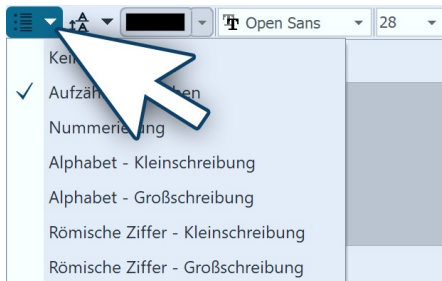 Open Sans 28
Nummerierung
Alphabet - Kleinschreibung
Alphabet - Großschreibung
Römische Ziffer - Kleinschreibung
Römische Ziffer - Großschreibung